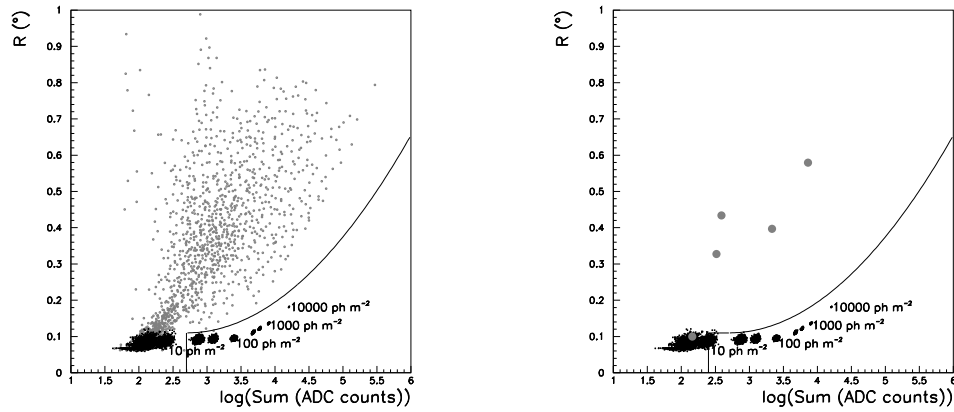 R (°)
1
0.9
0.8
0.7
0.6
0.5
0.4
0.3
0.2
0.1
0
10000 ph m⁻²
1000 ph m⁻²
100 ph m⁻²
10 ph m⁻²
1 1.5 2 2.5 3 3.5 4 4.5 5 5.5 6
log(Sum (ADC counts))
R (°)
1
0.9
0.8
0.7
0.6
0.5
0.4
0.3
0.2
0.1
0
10000 ph m⁻²
1000 ph m⁻²
100 ph m⁻²
10 ph m⁻²
1 1.5 2 2.5 3 3.5 4 4.5 5 5.5 6
log(Sum (ADC counts))